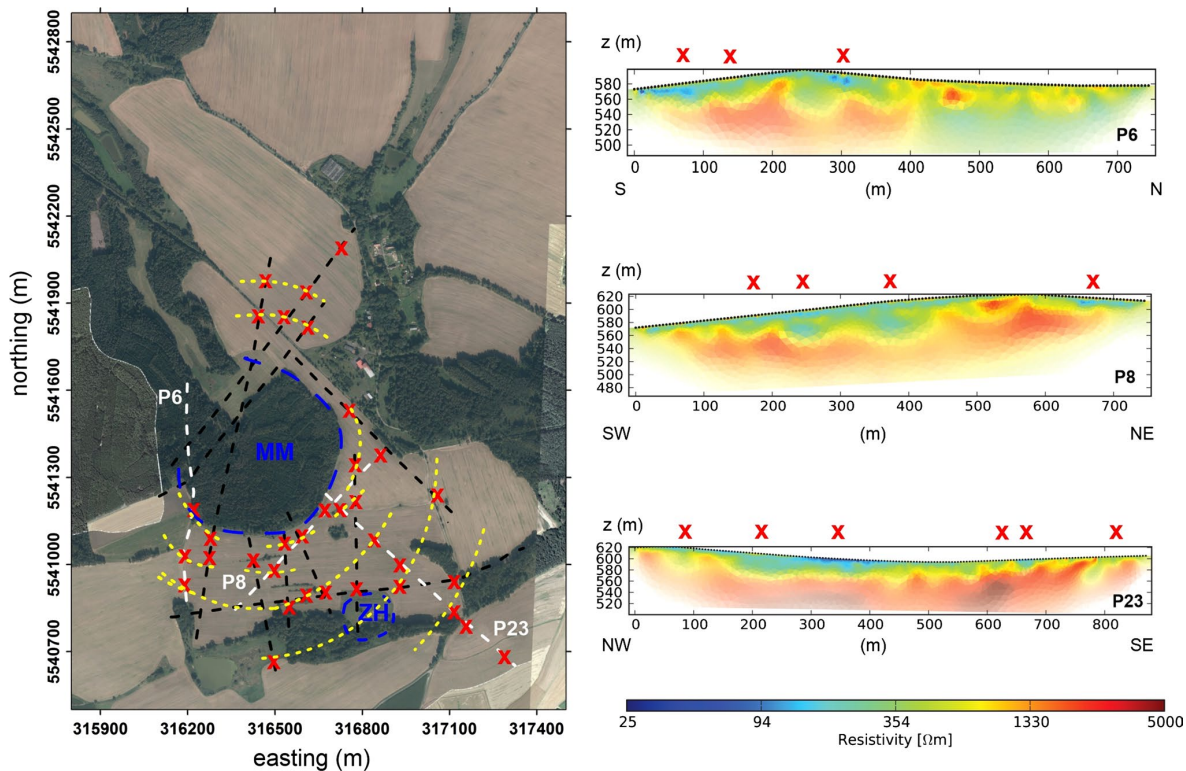 northing (m)
5542800
5542500
5542200
5541900
5541600
5541300
5541000
5540700
P6
MM
P8
ZH
P23
X X X X X X X X X X X X X X X X X X X X X X X X X X X X X X X X X X X X
315900 316200 316500 316800 317100 317400
easting (m)
z (m) X X X
580
560
540
520
500
P6
0 100 200 300 400 500 600 700
S (m) N
z (m) X X X X
620
600
580
560
540
520
500
480
P8
0 100 200 300 400 500 600 700
SW (m) NE
z (m) X X X X X X
620
600
580
560
540
520
P23
0 100 200 300 400 500 600 700 800
NW (m) SE
25 94 354 1330 5000
Resistivity [Ωm]